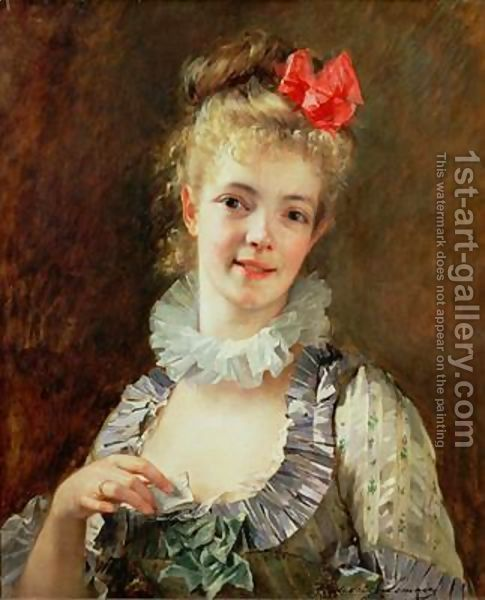 1st-art-gallery.com
This watermark does not appear on the painting